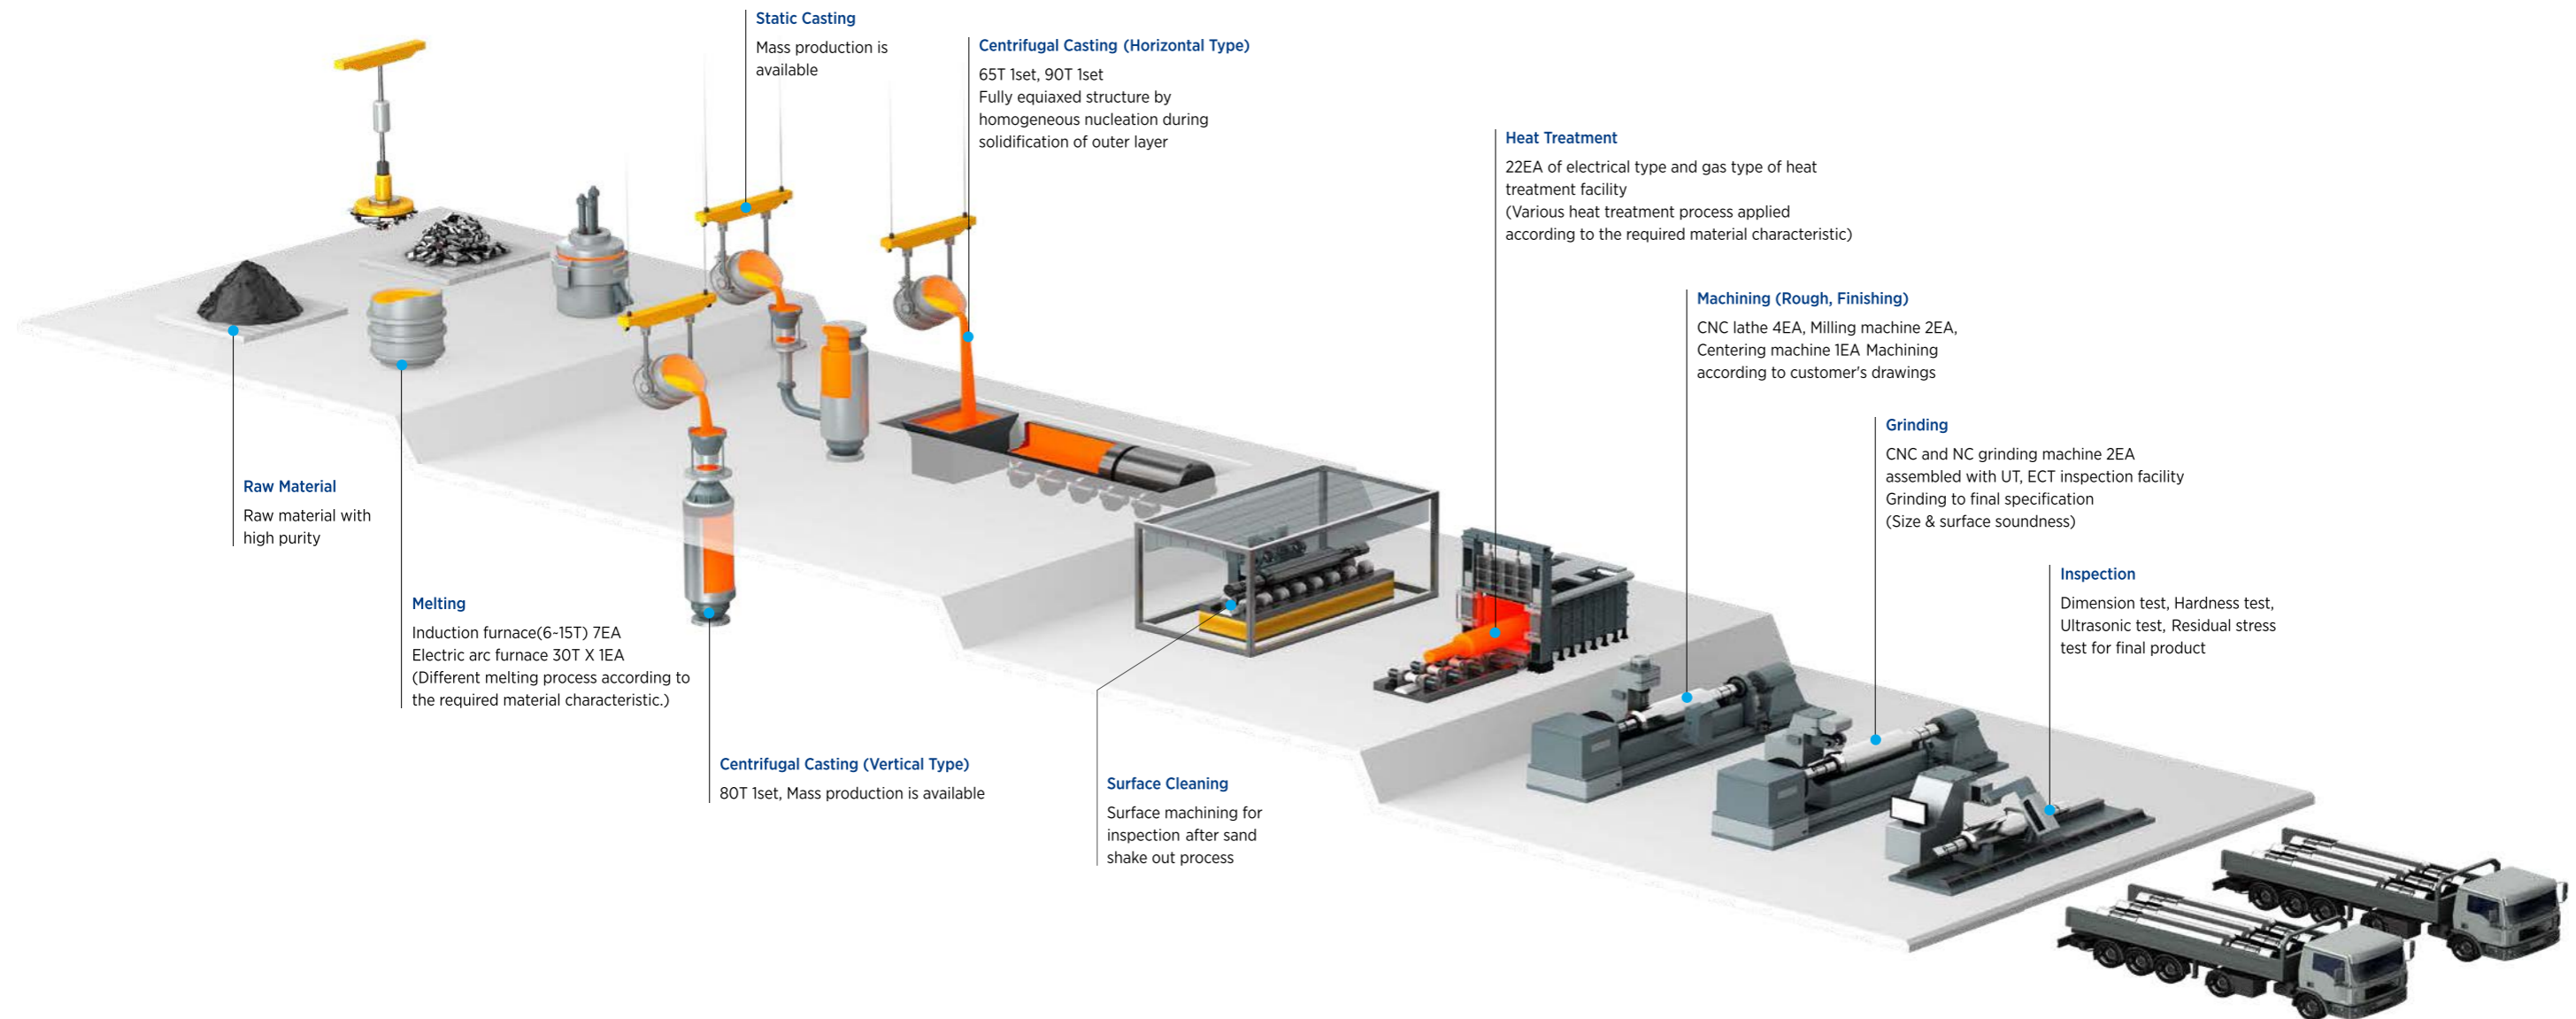 Static Casting
Mass production is
available
Centrifugal Casting (Horizontal Type)
65T 1set, 90T 1set
Fully equiaxed structure by
homogeneous nucleation during
solidification of outer layer
Heat Treatment
22EA of electrical type and gas type of heat
treatment facility
(Various heat treatment process applied
according to the required material characteristic)
Machining (Rough, Finishing)
CNC lathe 4EA, Milling machine 2EA,
Centering machine 1EA Machining
according to customer's drawings
Grinding
CNC and NC grinding machine 2EA
assembled with UT, ECT inspection facility
Grinding to final specification
(Size & surface soundness)
Inspection
Dimension test, Hardness test,
Ultrasonic test, Residual stress
test for final product
Raw Material
Raw material with
high purity
Melting
Induction furnace(6-15T) 7EA
Electric arc furnace 30T X 1EA
(Different melting process according to
the required material characteristic.)
Centrifugal Casting (Vertical Type)
80T 1set, Mass production is available
Surface Cleaning
Surface machining for
inspection after sand
shake out process